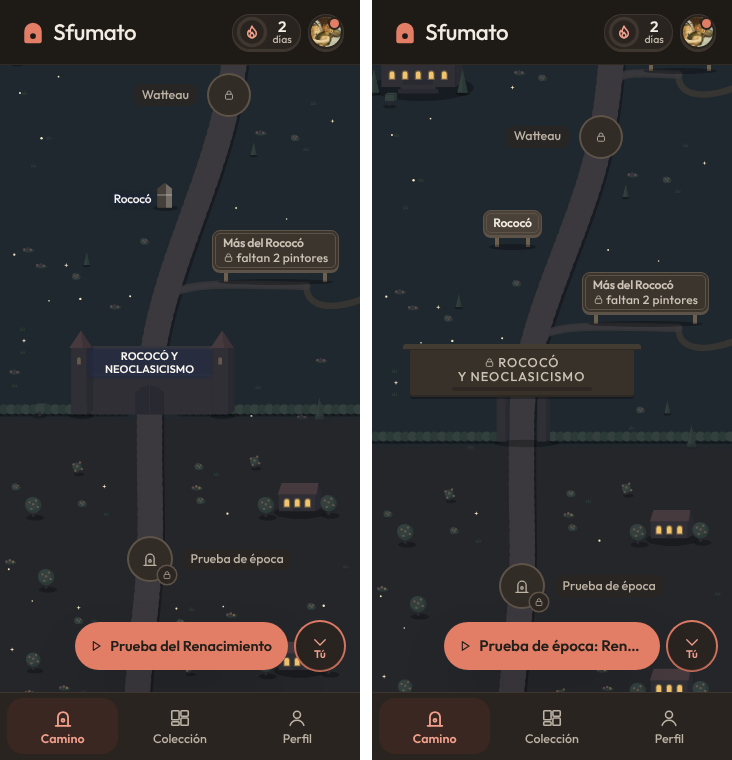 Sfumato
2
días
Watteau
Rococó
Más del Rococó
faltan 2 pintores
ROCOCÓ Y
NEOCLASICISMO
Prueba de época
Prueba del Renacimiento
Tú
Camino
Colección
Perfil
Sfumato
2
días
Watteau
Rococó
Más del Rococó
faltan 2 pintores
ROCOCÓ
Y NEOCLASICISMO
Prueba de época
Prueba de época: Ren...
Tú
Camino
Colección
Perfil